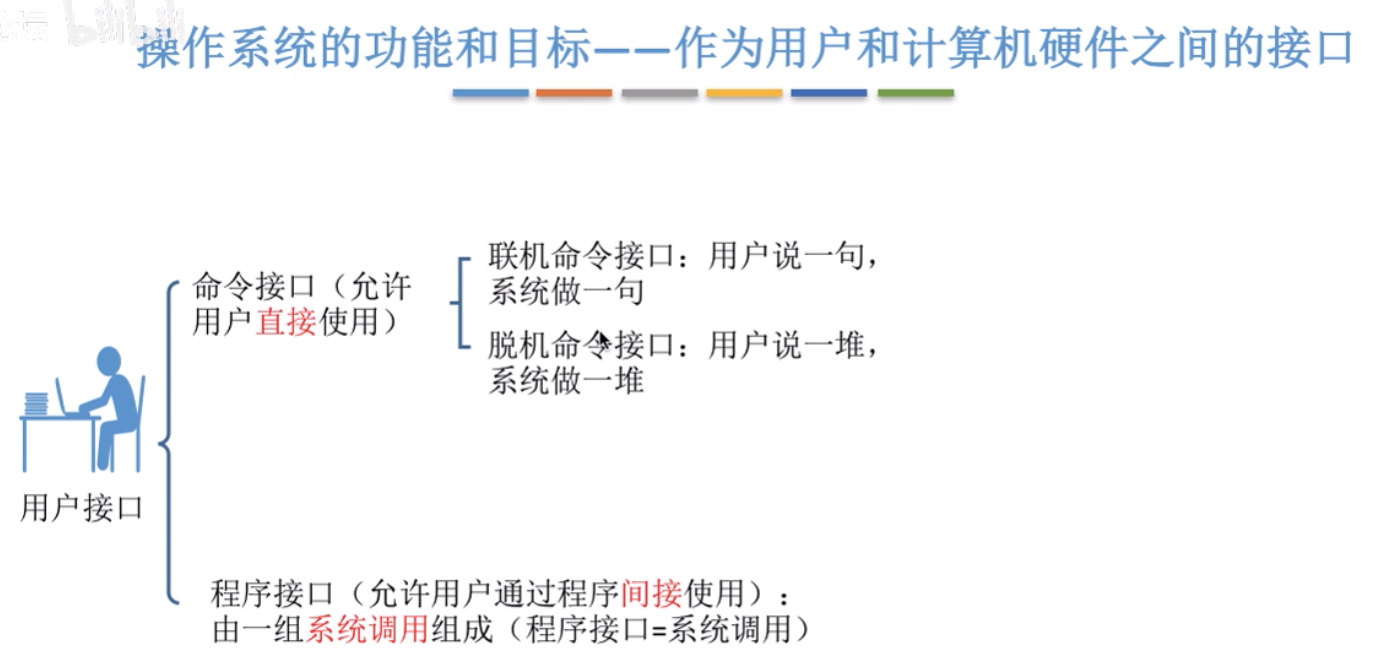 操作系统的功能和目标——作为用户和计算机硬件之间的接口
命令接口（允许
用户直接使用）
联机命令接口：用户说一句，
系统做一句
脱机命令接口：用户说一堆，
系统做一堆
用户接口
程序接口（允许用户通过程序间接使用）：
由一组系统调用组成（程序接口=系统调用）